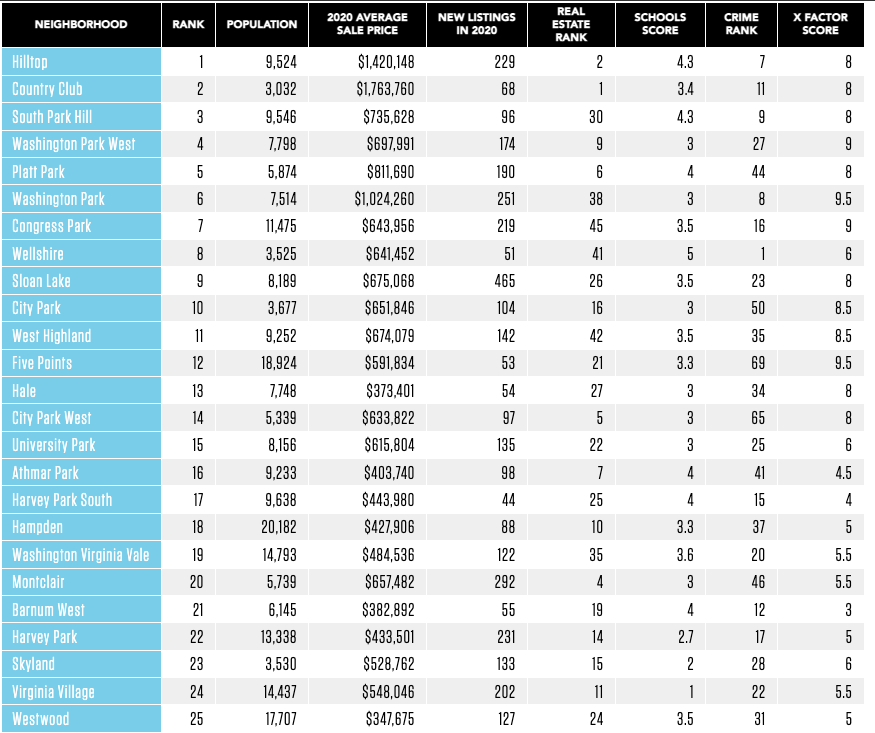 NEIGHBORHOOD RANK POPULATION 2020 AVERAGE SALE PRICE NEW LISTINGS IN 2020 REAL ESTATE RANK SCHOOLS SCORE CRIME RANK X FACTOR SCORE
Hilltop 1 9,524 $1,420,148 229 2 4.3 7 8
Country Club 2 3,032 $1,763,760 68 1 3.4 11 8
South Park Hill 3 9,546 $735,628 96 30 4.3 9 8
Washington Park West 4 7,798 $697,991 174 9 3 27 9
Platt Park 5 5,874 $811,690 190 6 4 44 8
Washington Park 6 7,514 $1,024,260 251 38 3 8 9.5
Congress Park 7 11,475 $643,956 219 45 3.5 16 9
Wellshire 8 3,525 $641,452 51 41 5 1 6
Sloan Lake 9 8,189 $675,068 465 26 3.5 23 8
City Park 10 3,677 $651,846 104 16 3 50 8.5
West Highland 11 9,252 $674,079 142 42 3.5 35 8.5
Five Points 12 18,924 $591,834 53 21 3.3 69 9.5
Hale 13 7,748 $373,401 54 27 3 34 8
City Park West 14 5,339 $633,822 97 5 3 65 8
University Park 15 8,156 $615,804 135 22 3 25 6
Athmar Park 16 9,233 $403,740 98 7 4 41 4.5
Harvey Park South 17 9,638 $443,980 44 25 4 15 4
Hampden 18 20,182 $427,906 88 10 3.3 37 5
Washington Virginia Vale 19 14,793 $484,536 122 35 3.6 20 5.5
Montclair 20 5,739 $657,482 292 4 3 46 5.5
Barnum West 21 6,145 $382,892 55 19 4 12 3
Harvey Park 22 13,338 $433,501 231 14 2.7 17 5
Skyland 23 3,530 $528,762 133 15 2 28 6
Virginia Village 24 14,437 $548,046 202 11 1 22 5.5
Westwood 25 17,707 $347,675 127 24 3.5 31 5